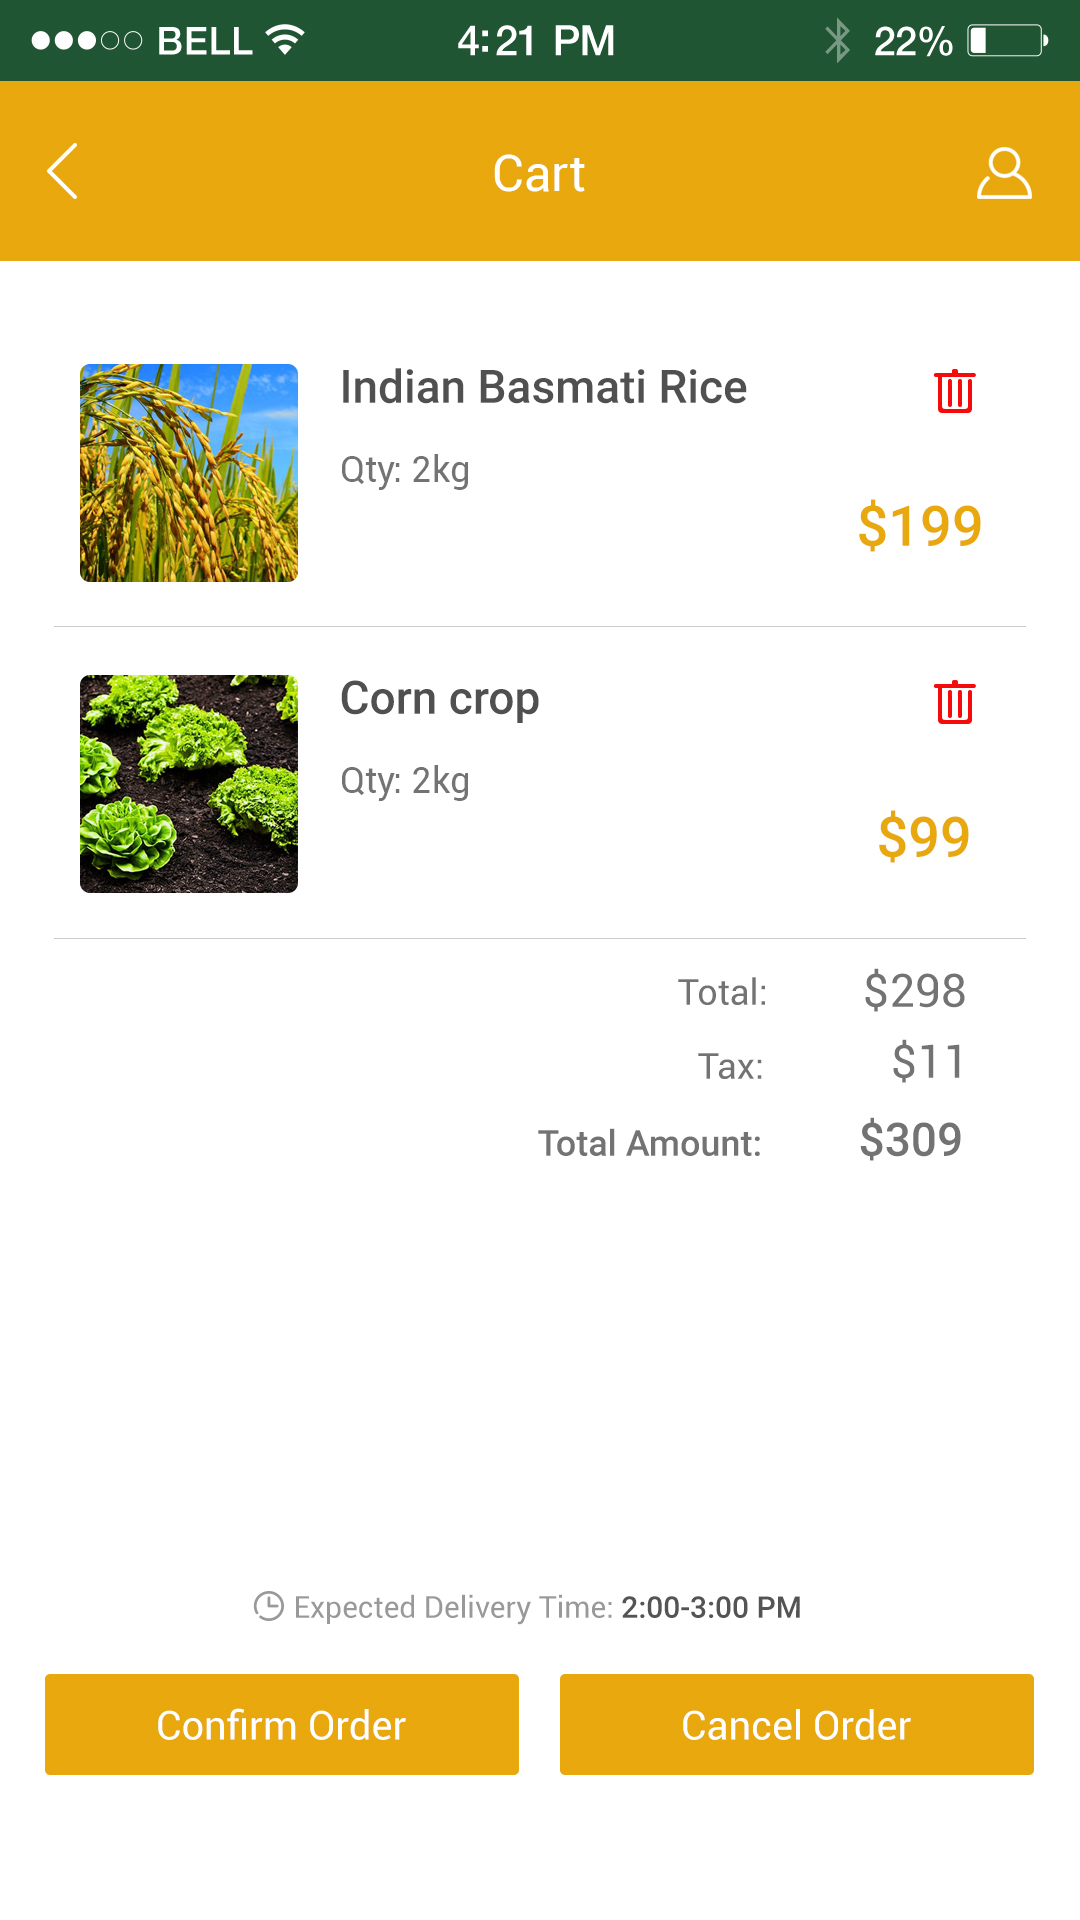 BELL 4:21 PM 22%
Cart
Indian Basmati Rice
Qty: 2kg
$199
Corn crop
Qty: 2kg
$99
Total: $298
Tax: $11
Total Amount: $309
Expected Delivery Time: 2:00-3:00 PM
Confirm Order Cancel Order